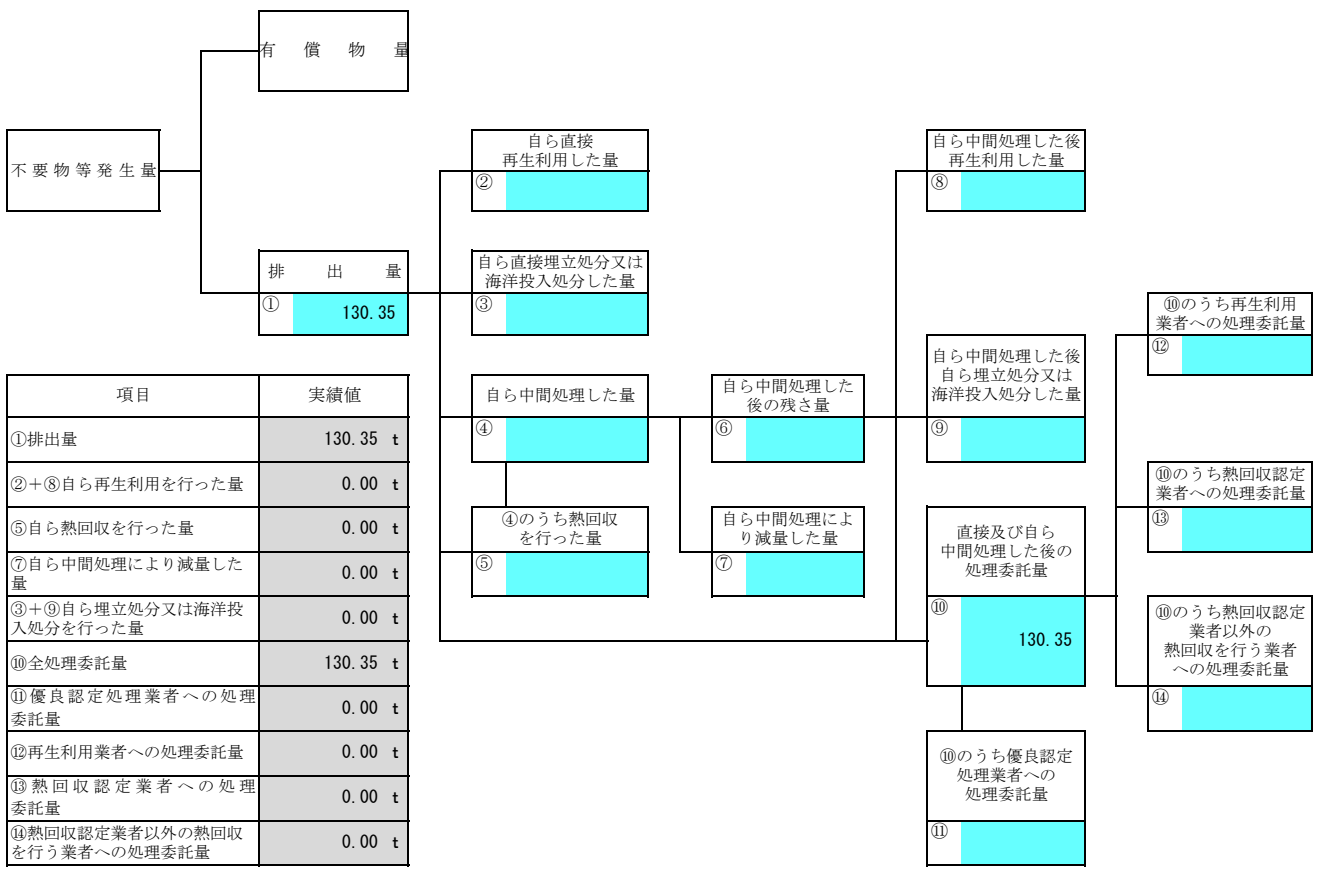 有償物量
不要物等発生量
排出量
① 130.35
自ら直接
再生利用した量
②
自ら直接埋立処分又は
海洋投入処分した量
③
自ら中間処理した量
④
④のうち熱回収
を行った量
⑤
自ら中間処理した
後の残さ量
⑥
自ら中間処理によ
り減量した量
⑦
自ら中間処理した後
再生利用した量
⑧
自ら中間処理した後
自ら埋立処分又は
海洋投入処分した量
⑨
直接及び自ら
中間処理した後の
処理委託量
⑩
130.35
⑩のうち優良認定
処理業者への
処理委託量
⑪
⑩のうち再生利用
業者への処理委託量
⑫
⑩のうち熱回収認定
業者への処理委託量
⑬
⑩のうち熱回収認定
業者以外の
熱回収を行う業者
への処理委託量
⑭
項目 実績値
①排出量 130.35 t
②+⑧自ら再生利用を行った量 0.00 t
⑤自ら熱回収を行った量 0.00 t
⑦自ら中間処理により減量した
量 0.00 t
③+⑨自ら埋立処分又は海洋投
入処分を行った量 0.00 t
⑩全処理委託量 130.35 t
⑪優良認定処理業者への処理
委託量 0.00 t
⑫再生利用業者への処理委託量 0.00 t
⑬熱回収認定業者への処理
委託量 0.00 t
⑭熱回収認定業者以外の熱回収
を行う業者への処理委託量 0.00 t